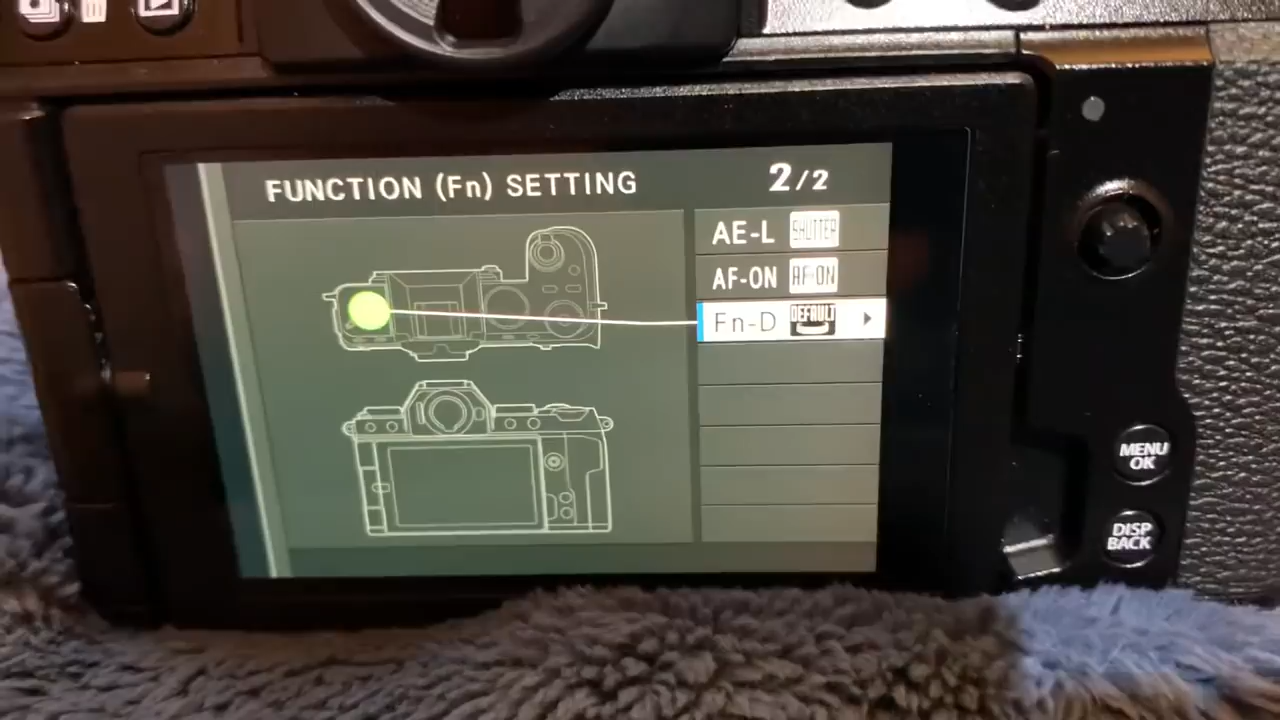 FUNCTION (Fn) SETTING 2/2
AE-L SHUTTER
AF-ON AF-ON
Fn-D DEFAULT
MENU
OK
DISP
BACK